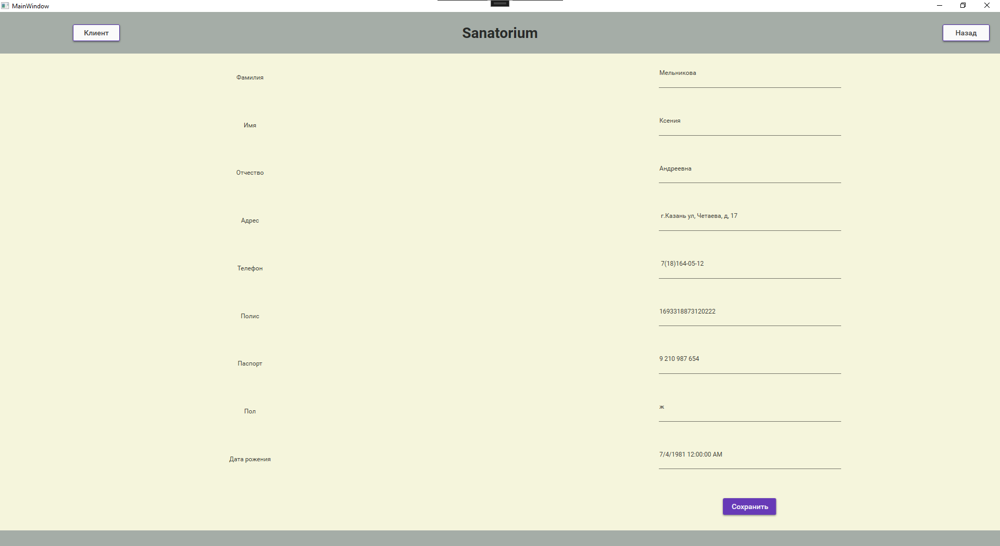 MainWindow
Клиент Sanatorium Назад
Фамилия Мельникова
Имя Ксения
Отчество Андреевна
Адрес г.Казань ул, Четаева, д, 17
Телефон 7(18)164-05-12
Полис 1693318873120222
Паспорт 9 210 987 654
Пол ж
Дата рожения 7/4/1981 12:00:00 AM
Сохранить